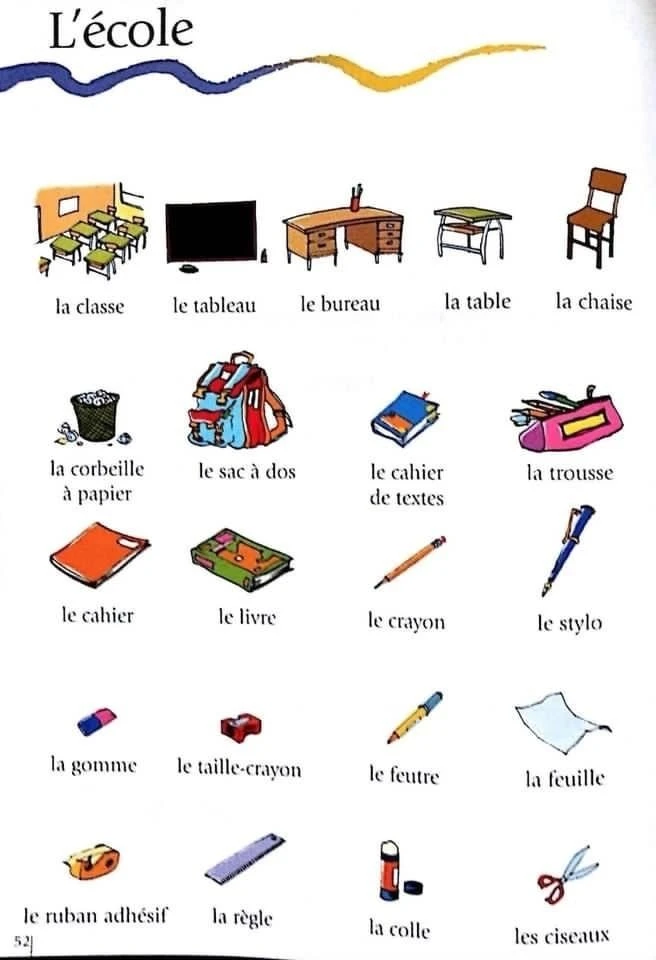 L'école
la classe
le tableau
le bureau
la table
la chaise
la corbeille
à papier
le sac à dos
le cahier
de textes
la trousse
le cahier
le livre
le crayon
le stylo
la gomme
le taille-crayon
le feutre
la feuille
le ruban adhésif
la règle
la colle
les ciseaux
52